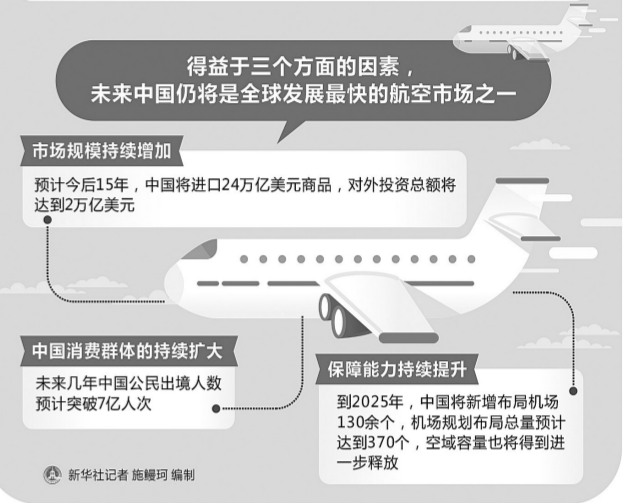 得益于三个方面的因素，
未来中国仍将是全球发展最快的航空市场之一
市场规模持续增加
预计今后15年，中国将进口24万亿美元商品，对外投资总额将
达到2万亿美元
中国消费群体的持续扩大
未来几年中国公民出境人数
预计突破7亿人次
保障能力持续提升
到2025年，中国将新增布局机场
130余个，机场规划布局总量预计
达到370个，空域容量也将得到进
一步释放
新华社记者 施鳗珂 编制